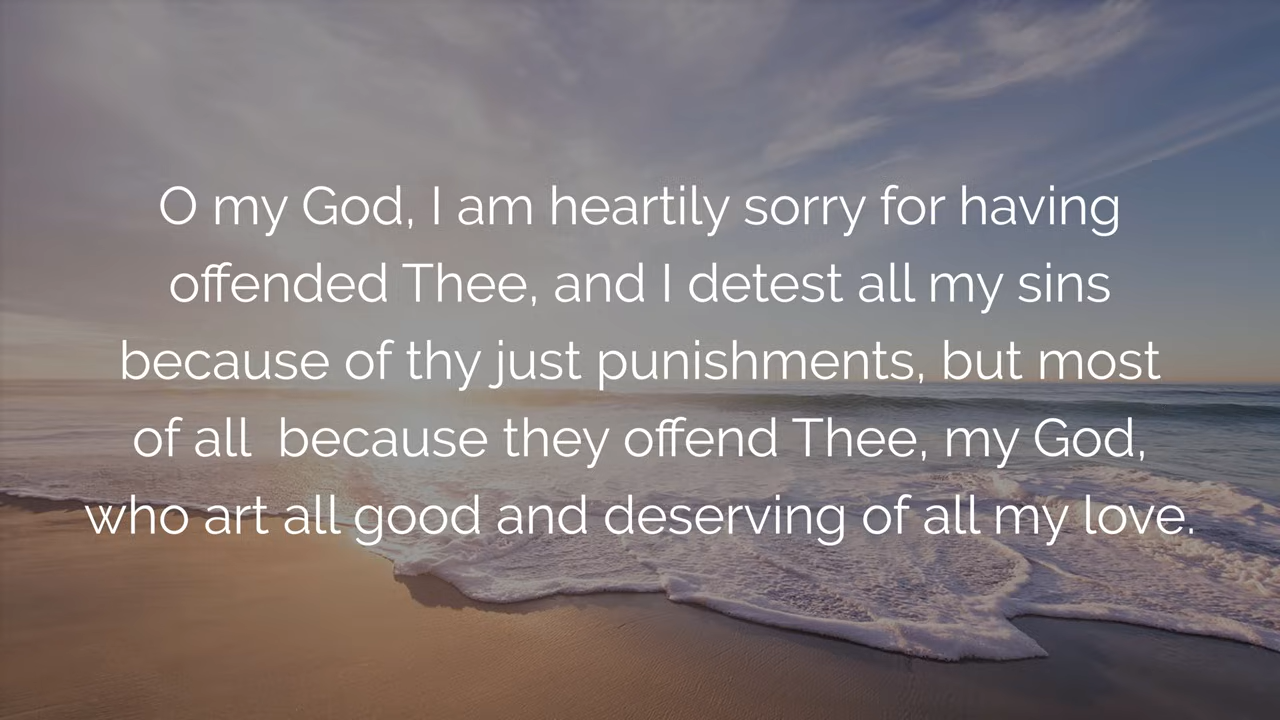 O my God, I am heartily sorry for having
offended Thee, and I detest all my sins
because of thy just punishments, but most
of all  because they offend Thee, my God,
who art all good and deserving of all my love.